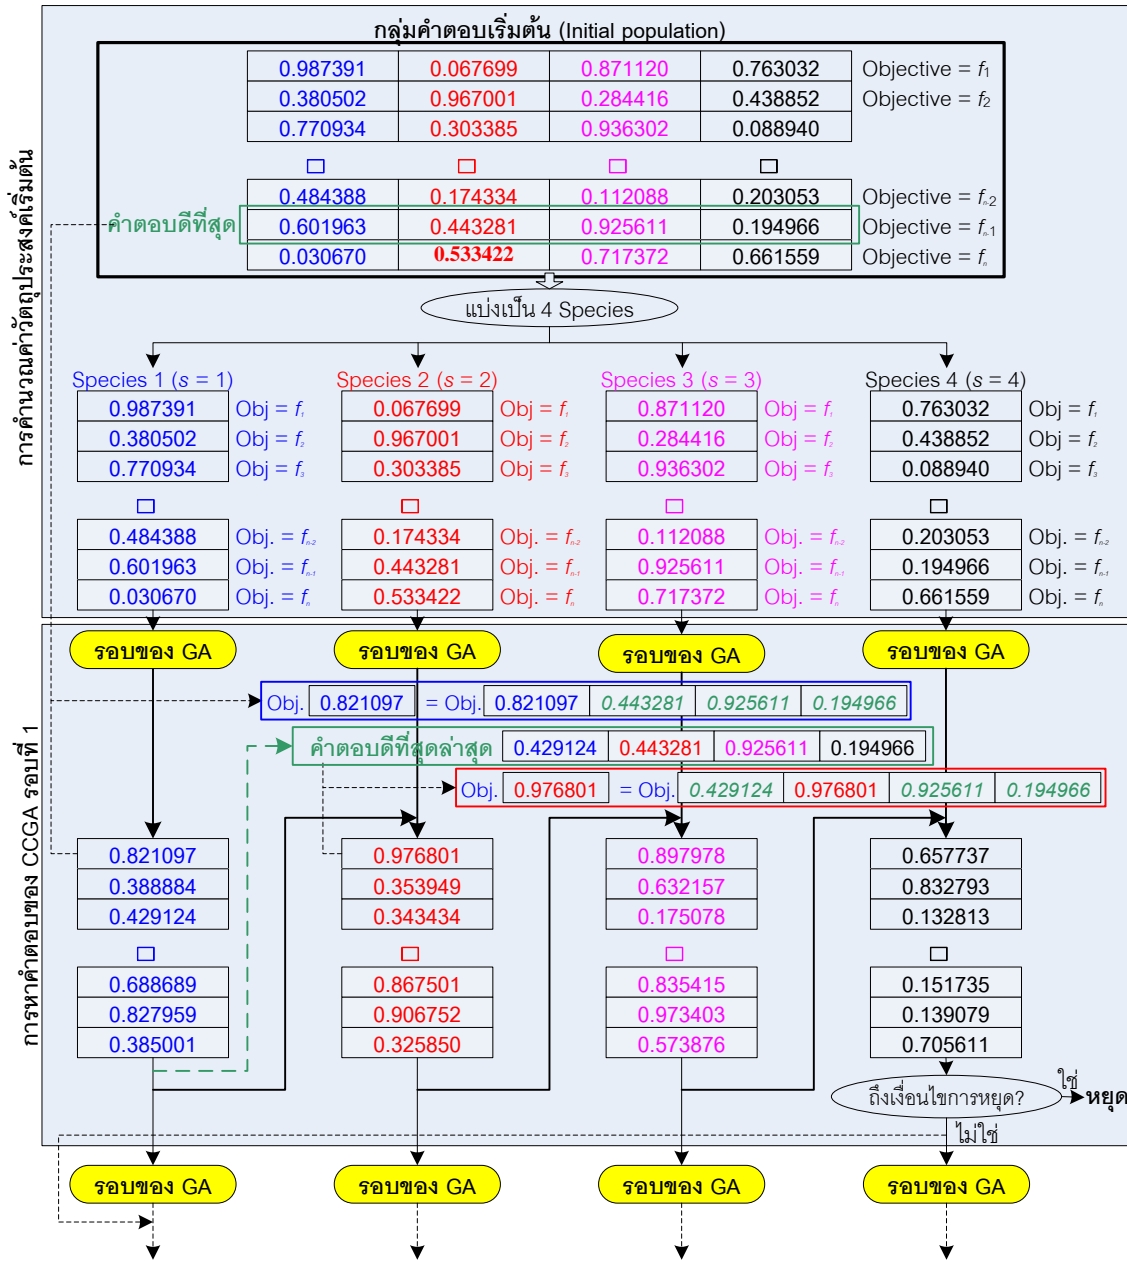 กลุ่มคำตอบเริ่มต้น (Initial population)
0.987391 0.067699 0.871120 0.763032 Objective = f1
0.380502 0.967001 0.284416 0.438852 Objective = f2
0.770934 0.303385 0.936302 0.088940
0.484388 0.174334 0.112088 0.203053 Objective = fn-2
คำตอบดีที่สุด 0.601963 0.443281 0.925611 0.194966 Objective = fn-1
0.030670 0.533422 0.717372 0.661559 Objective = fn
แบ่งเป็น 4 Species
การคำนวณค่าวัตถุประสงค์เริ่มต้น
Species 1 (s = 1) Species 2 (s = 2) Species 3 (s = 3) Species 4 (s = 4)
0.987391 Obj = f1 0.067699 Obj = f1 0.871120 Obj = f1 0.763032 Obj = f1
0.380502 Obj = f2 0.967001 Obj = f2 0.284416 Obj = f2 0.438852 Obj = f2
0.770934 Obj = f3 0.303385 Obj = f3 0.936302 Obj = f3 0.088940 Obj = f3
0.484388 Obj. = fn-2 0.174334 Obj. = fn-2 0.112088 Obj. = fn-2 0.203053 Obj. = fn-2
0.601963 Obj. = fn-1 0.443281 Obj. = fn-1 0.925611 Obj. = fn-1 0.194966 Obj. = fn-1
0.030670 Obj. = fn 0.533422 Obj. = fn 0.717372 Obj. = fn 0.661559 Obj. = fn
รอบของ GA รอบของ GA รอบของ GA รอบของ GA
การหาคำตอบของ CCGA รอบที่ 1
Obj. 0.821097 = Obj. 0.821097 0.443281 0.925611 0.194966
คำตอบดีที่สุดล่าสุด 0.429124 0.443281 0.925611 0.194966
Obj. 0.976801 = Obj. 0.429124 0.976801 0.925611 0.194966
0.821097 0.976801 0.897978 0.657737
0.388884 0.353949 0.632157 0.832793
0.429124 0.343434 0.175078 0.132813
0.688689 0.867501 0.835415 0.151735
0.827959 0.906752 0.973403 0.139079
0.385001 0.325850 0.573876 0.705611
ถึงเงื่อนไขการหยุด? ใช่ หยุด
ไม่ใช่
รอบของ GA รอบของ GA รอบของ GA รอบของ GA